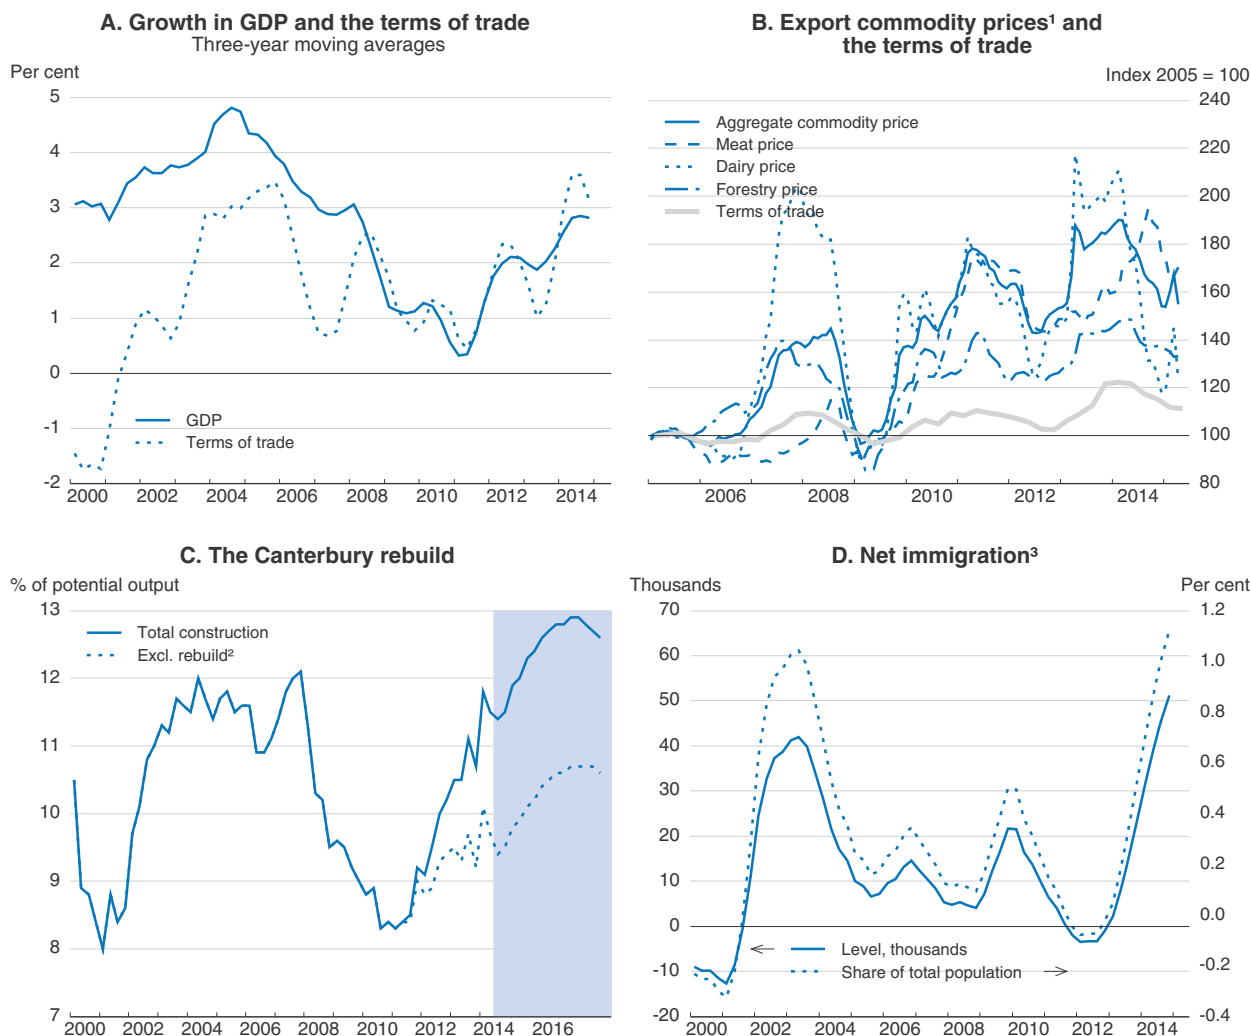 A. Growth in GDP and the terms of trade
Three-year moving averages
Per cent
5
4
3
2
1
0
-1
-2
GDP
Terms of trade
2000 2002 2004 2006 2008 2010 2012 2014
B. Export commodity prices¹ and
the terms of trade
Index 2005 = 100
240
220
200
180
160
140
120
100
80
Aggregate commodity price
Meat price
Dairy price
Forestry price
Terms of trade
2006 2008 2010 2012 2014
C. The Canterbury rebuild
% of potential output
13
12
11
10
9
8
7
Total construction
Excl. rebuild²
2000 2002 2004 2006 2008 2010 2012 2014 2016
D. Net immigration³
Thousands
Per cent
70
60
50
40
30
20
10
0
-10
-20
1.2
1.0
0.8
0.6
0.4
0.2
0.0
-0.2
-0.4
Level, thousands
Share of total population
2000 2002 2004 2006 2008 2010 2012 2014